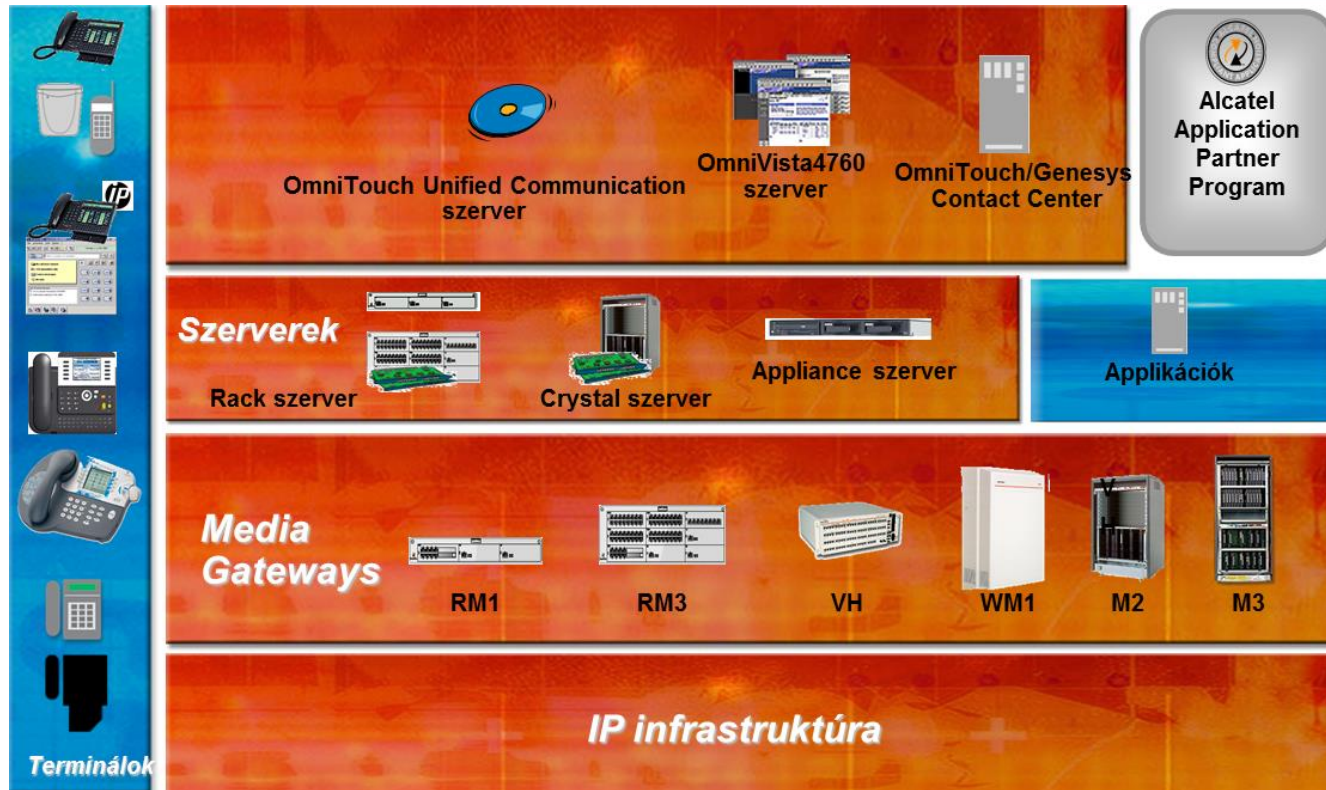 OmniTouch Unified Communication
szerver
OmniVista4760
szerver
OmniTouch/Genesys
Contact Center
Alcatel
Application
Partner
Program
IP
Szerverek
Rack szerver
Crystal szerver
Appliance szerver
Applikációk
Media
Gateways
RM1
RM3
VH
WM1
M2
M3
IP infrastruktúra
Terminálok